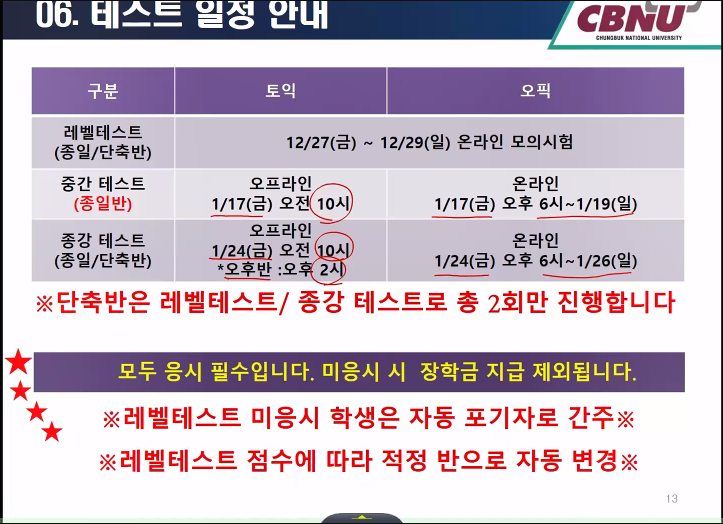 06. 테스트 일정 안내
CBNU
CHUNGBUK NATIONAL UNIVERSITY
구분 토익 오픽
레벨테스트
(종일/단축반)
12/27(금) ~ 12/29(일) 온라인 모의시험
중간 테스트
(종일반)
오프라인
1/17(금) 오전 10시
온라인
1/17(금) 오후 6시~1/19(일)
종강 테스트
(종일/단축반)
오프라인
1/24(금) 오전 10시
*오후반 :오후 2시
온라인
1/24(금) 오후 6시~1/26(일)
※단축반은 레벨테스트/ 종강 테스트로 총 2회만 진행합니다
모두 응시 필수입니다. 미응시 시 장학금 지급 제외됩니다.
※레벨테스트 미응시 학생은 자동 포기자로 간주※
※레벨테스트 점수에 따라 적정 반으로 자동 변경※
13